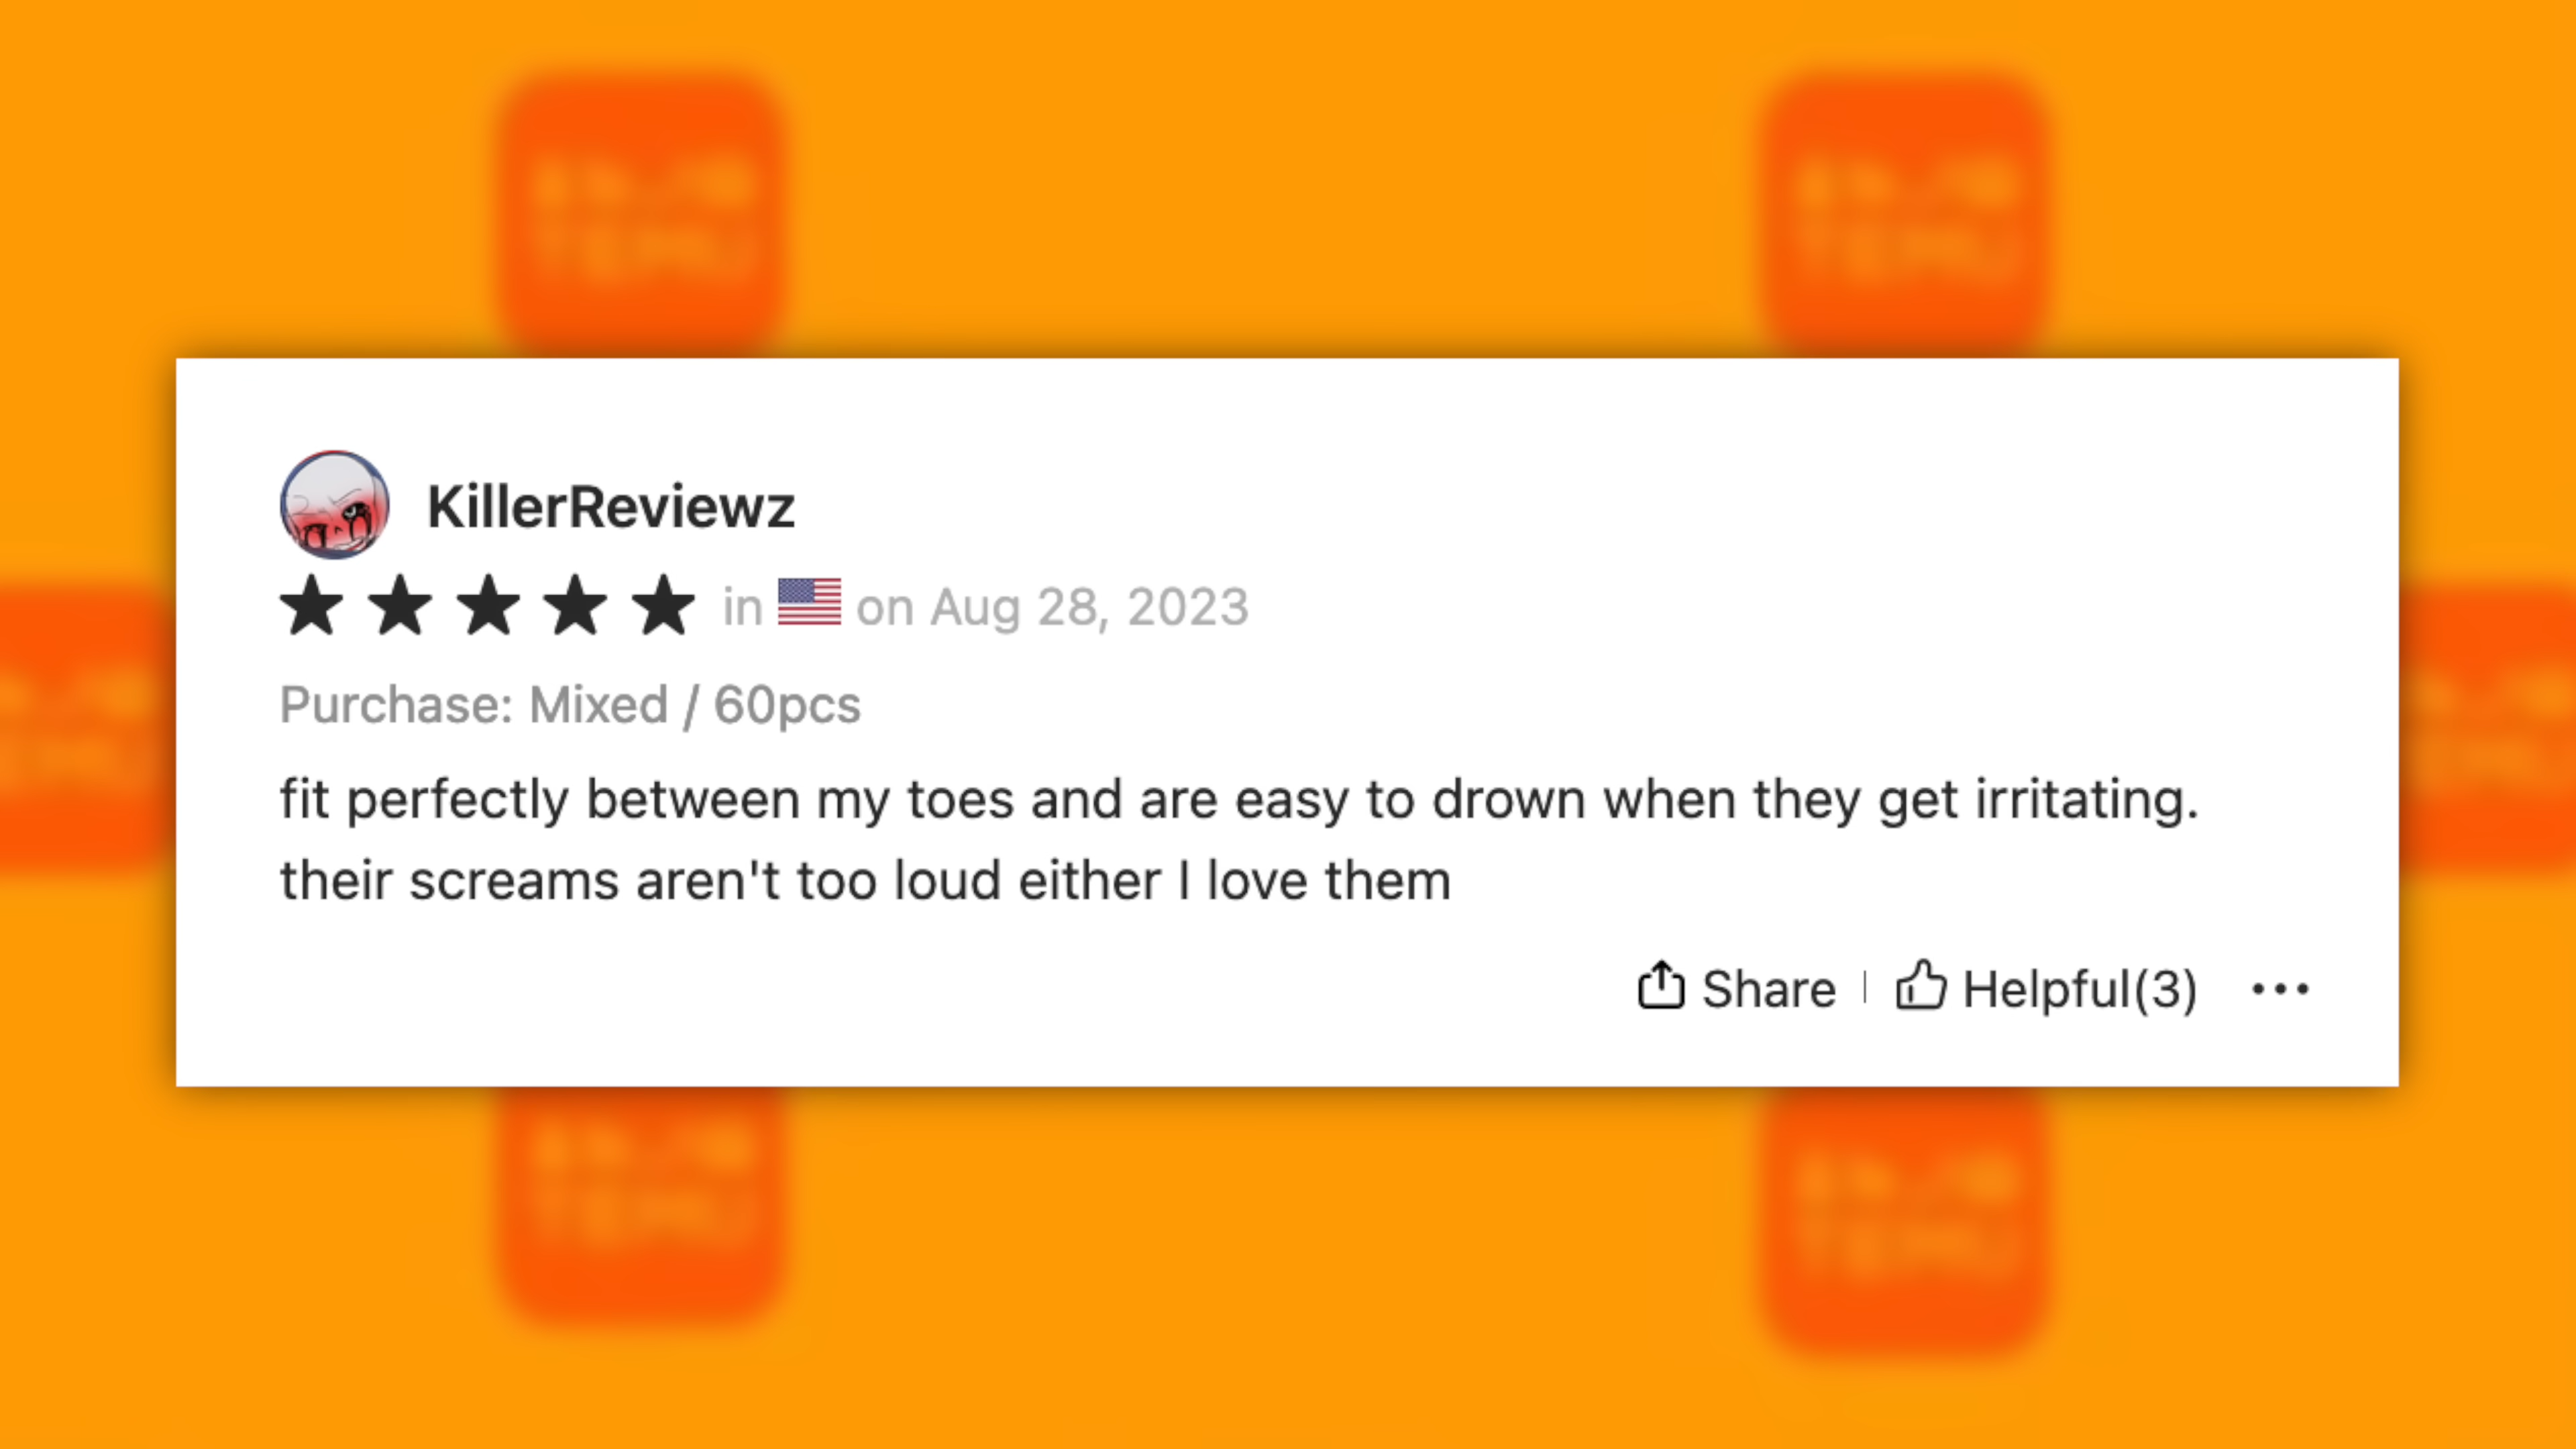 KillerReviewz
in on Aug 28, 2023
Purchase: Mixed / 60pcs
fit perfectly between my toes and are easy to drown when they get irritating.
their screams aren't too loud either I love them
Share
Helpful(3)